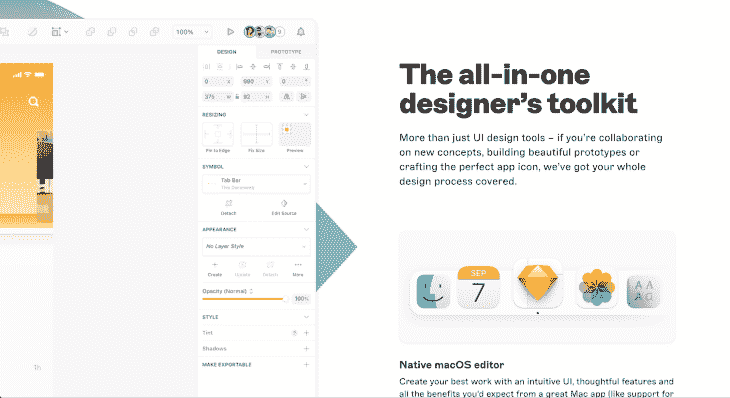 100%
9
DESIGN PROTOTYPE
0 990 0
375
RESIZING
Pin to Edge Fix Size Preview
SYMBOL
Tab Bar
Detach Edit Source
APPEARANCE
No Layer Style
Create Update Detach More
Opacity (Normal)
100%
STYLE
Tint
Shadows
MAKE EXPORTABLE
The all-in-one
designer's toolkit
More than just UI design tools – if you're collaborating
on new concepts, building beautiful prototypes or
crafting the perfect app icon, we've got your whole
design process covered.
SEP
7
Native macOS editor
Create your best work with an intuitive UI, thoughtful features and
all the benefits you'd expect from a great Mac app (like support for